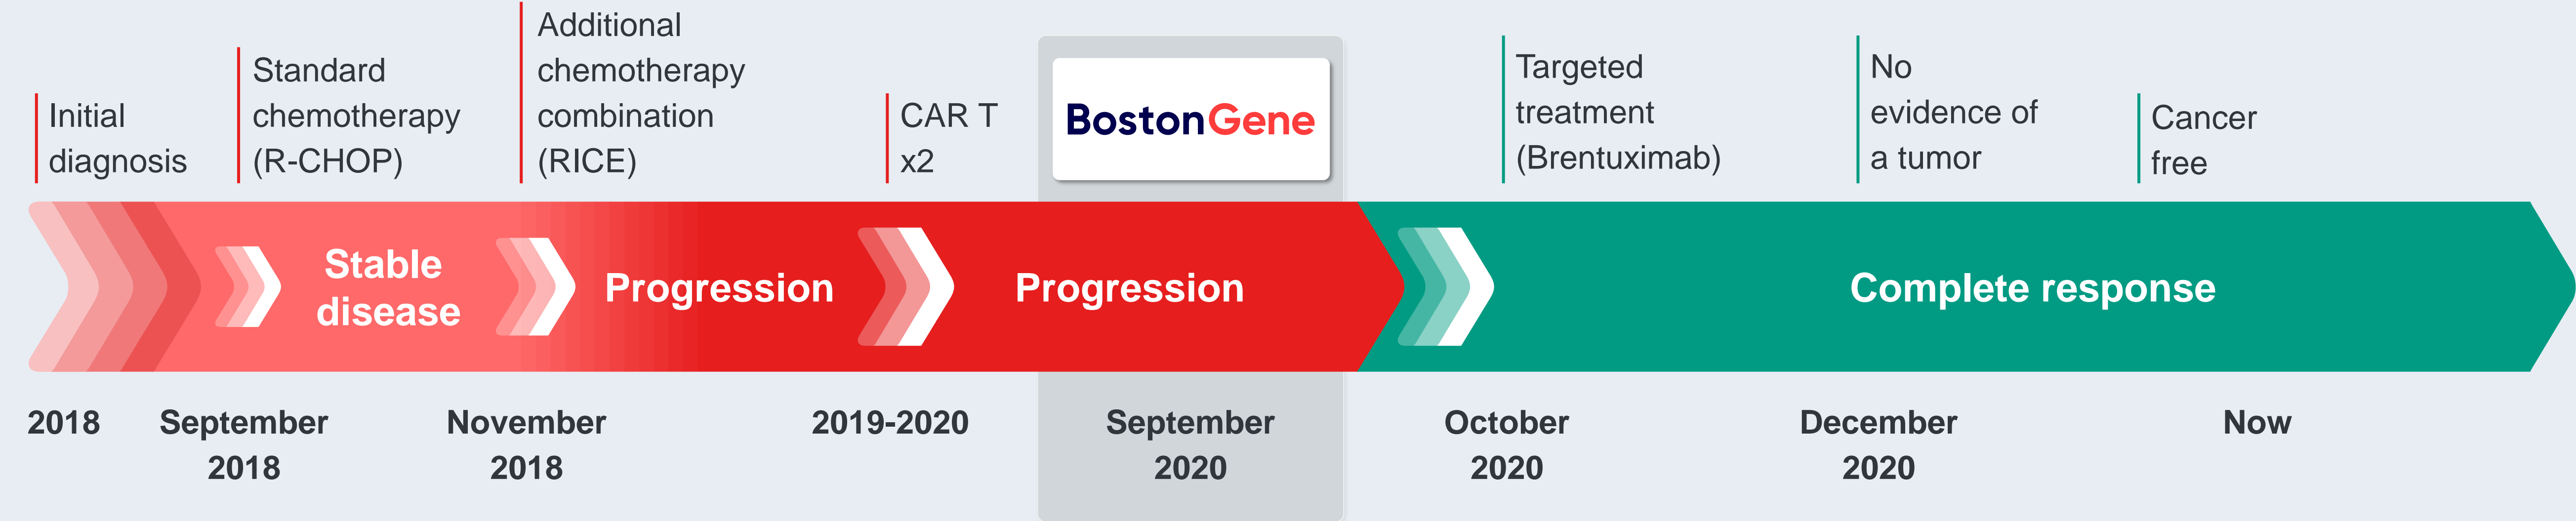 Initial
diagnosis
Standard
chemotherapy
(R-CHOP)
Additional
chemotherapy
combination
(RICE)
CAR T
x2
BostonGene
Targeted
treatment
(Brentuximab)
No
evidence of
a tumor
Cancer
free
Stable
disease
Progression
Progression
Complete response
2018
September
2018
November
2018
2019-2020
September
2020
October
2020
December
2020
Now